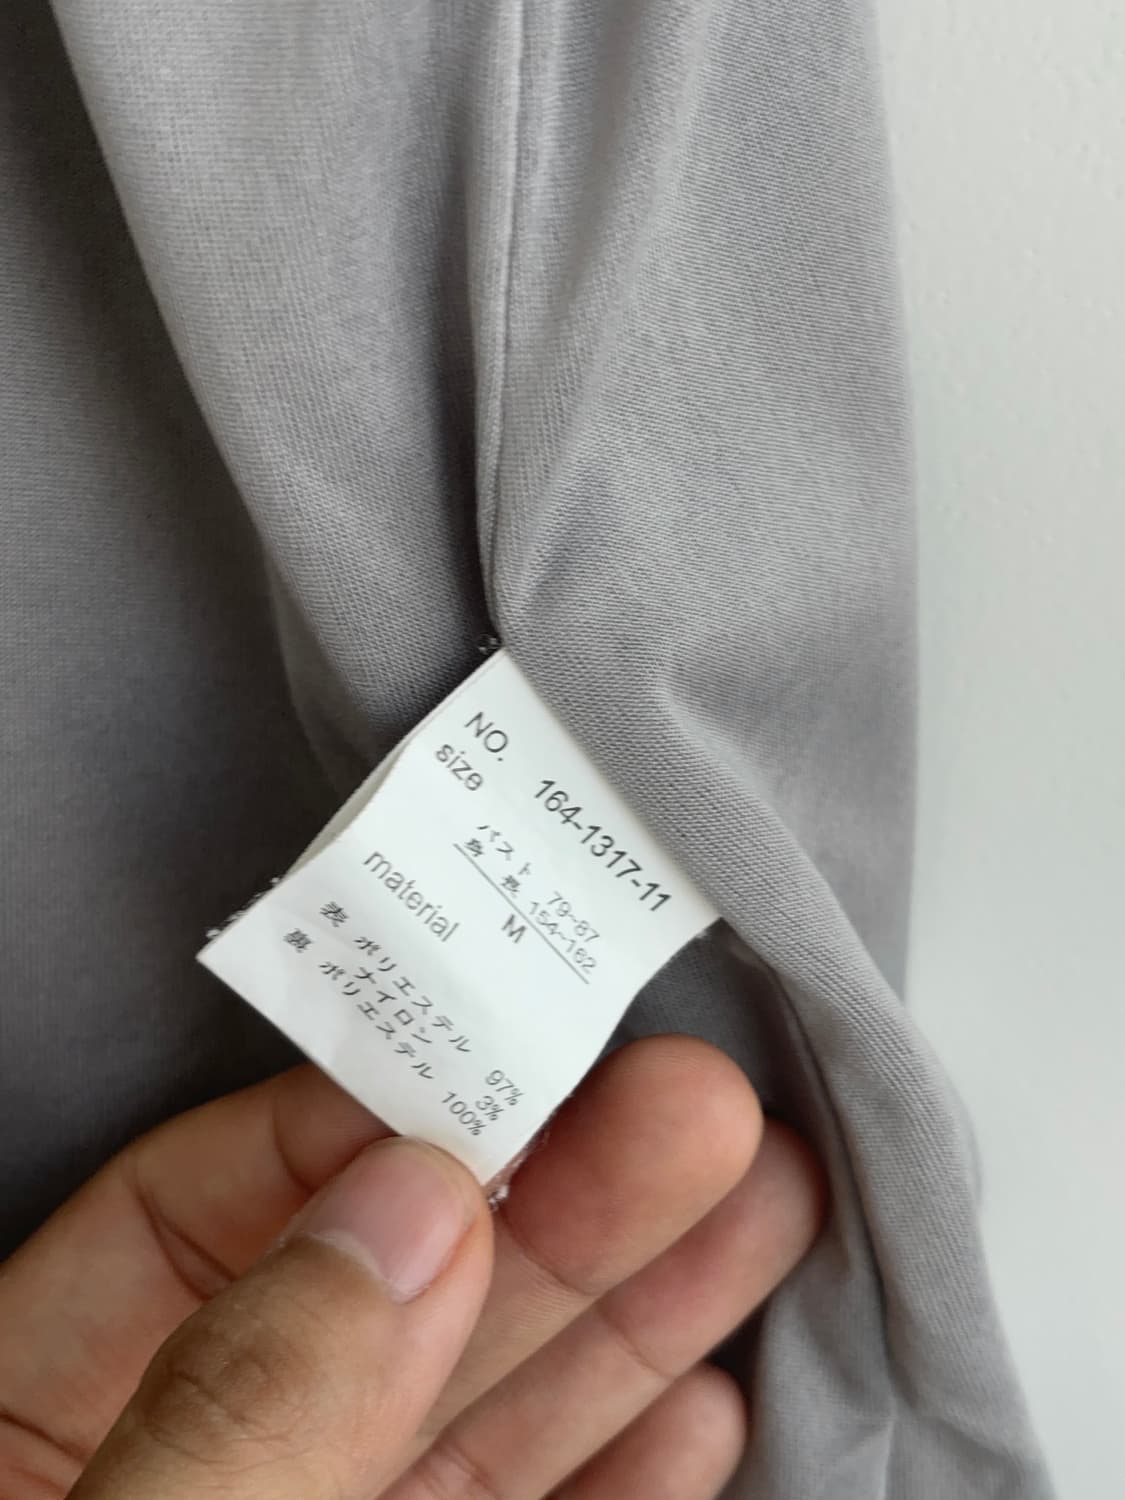 NO. 164-1317-11
size
バスト 79~87
身長 154~162
M
material
表 ポリエステル 97%
ナイロン 3%
裏 ポリエステル 100%